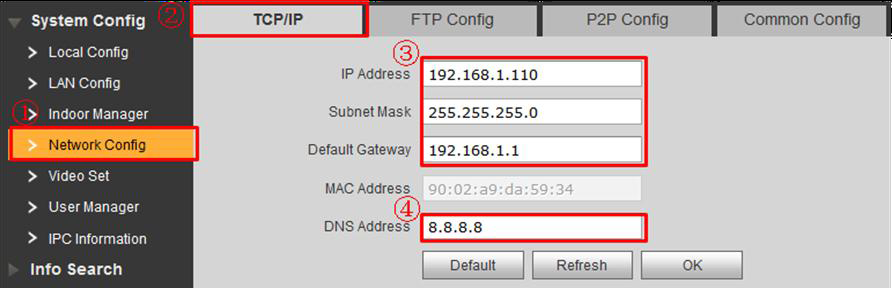 System Config
Local Config
LAN Config
① Indoor Manager
Network Config
Video Set
User Manager
IPC Information
Info Search
② TCP/IP FTP Config P2P Config Common Config
③
IP Address 192.168.1.110
Subnet Mask 255.255.255.0
Default Gateway 192.168.1.1
MAC Address 90:02:a9:da:59:34
④
DNS Address 8.8.8.8
Default Refresh OK